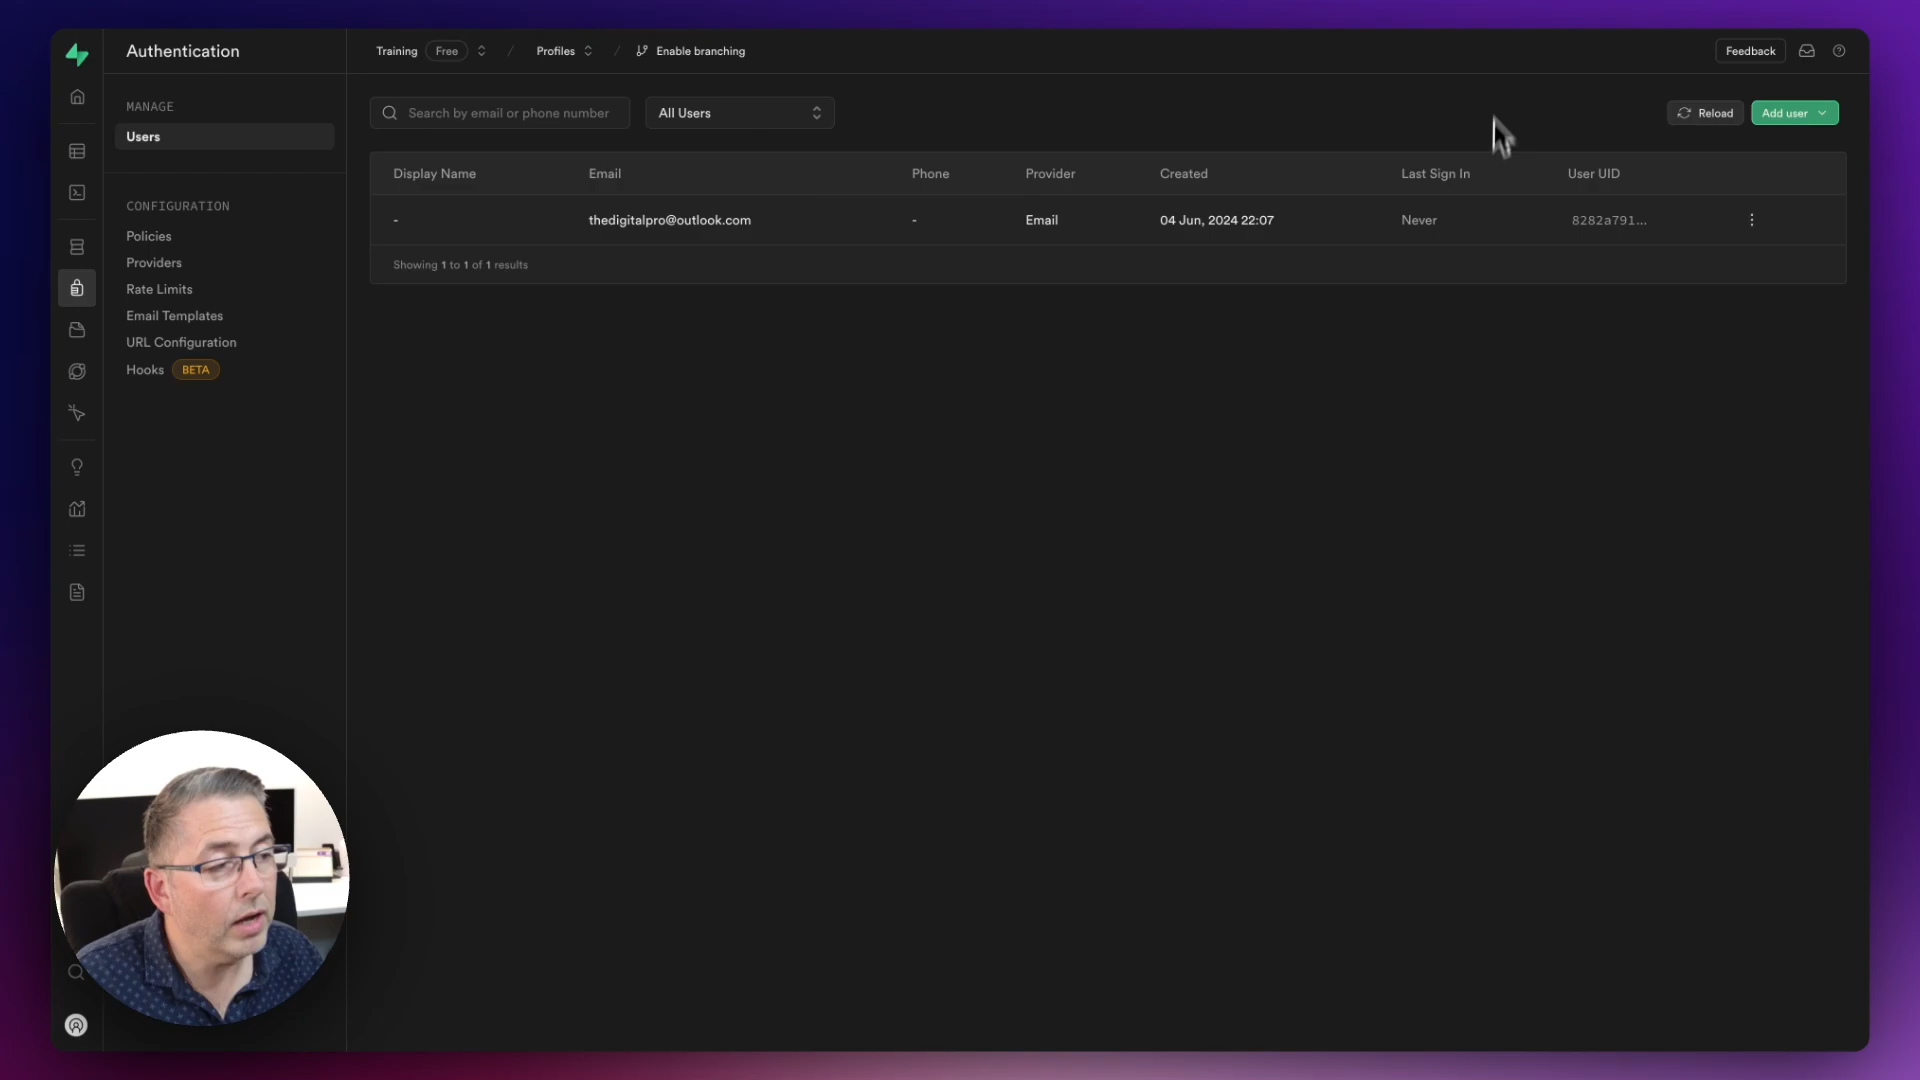 Authentication
Training Free / Profiles / Enable branching
Feedback
MANAGE
Users
CONFIGURATION
Policies
Providers
Rate Limits
Email Templates
URL Configuration
Hooks BETA
Search by email or phone number
All Users
Reload
Add user
Display Name Email Phone Provider Created Last Sign In User UID
- thedigitalpro@outlook.com - Email 04 Jun, 2024 22:07 Never 8282a791...
Showing 1 to 1 of 1 results